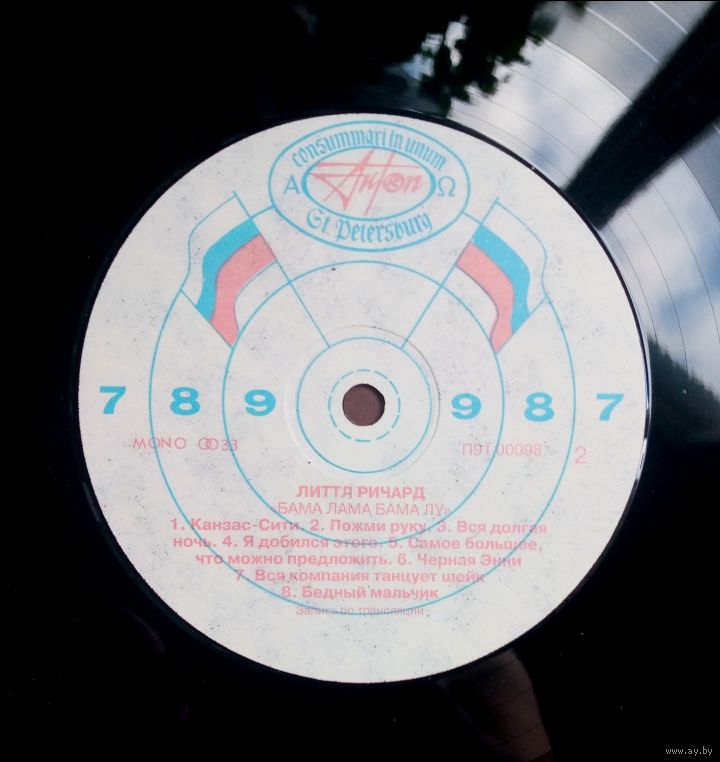 Consummari in unum
А Антоп Ω
St. Petersburg
7 8 9 9 8 7
MONO 33 П91 00098 2
ЛИТТЛ РИЧАРД
«БАМА ЛАМА БАМА ЛУ»
1. Канзас-Сити. 2. Пожми руку. 3. Вся долгая
ночь. 4. Я добился этого. 5. Самое большее,
что можно предложить. 6. Черная Энни
7. Вся компания танцует шейк
8. Бедный мальчик
Запись по трансляции
www.ay.by